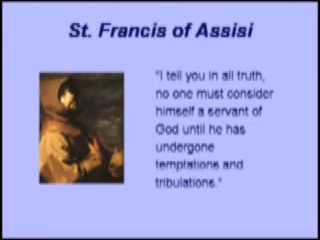 St. Francis of Assisi
"I tell you in all truth,
no one must consider
himself a servant of
God until he has
undergone
temptations and
tribulations."